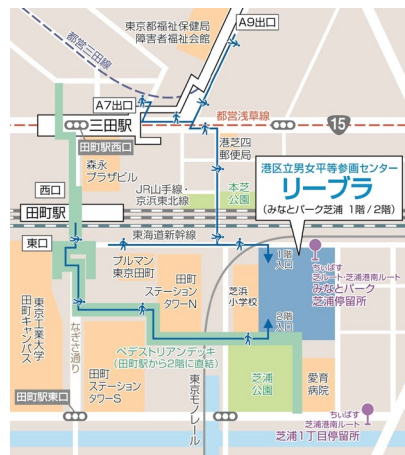 東京都福祉保健局
障害者福祉会館
A9出口
都営三田線
A7出口
都営浅草線
15
三田駅
田町駅西口
港芝四
郵便局
森永
プラザビル
港区立男女平等参画センター
リーブラ
(みなとパーク芝浦 1階/2階)
JR山手線・
京浜東北線
本芝
公園
西口
田町駅
東海道新幹線
東口
1階
入口
プルマン
東京田町
田町
ステーション
タワーN
芝浜
小学校
ちぃばす
芝ルート・芝浦港南ルート
みなとパーク
芝浦停留所
2階
入口
東京工業大学
田町キャンパス
なぎさ通り
ペデストリアンデッキ
(田町駅から2階に直結)
田町
ステーション
タワーS
東京モノレール
芝浦
公園
愛育
病院
田町駅東口
ちぃばす
芝浦港南ルート
芝浦1丁目停留所